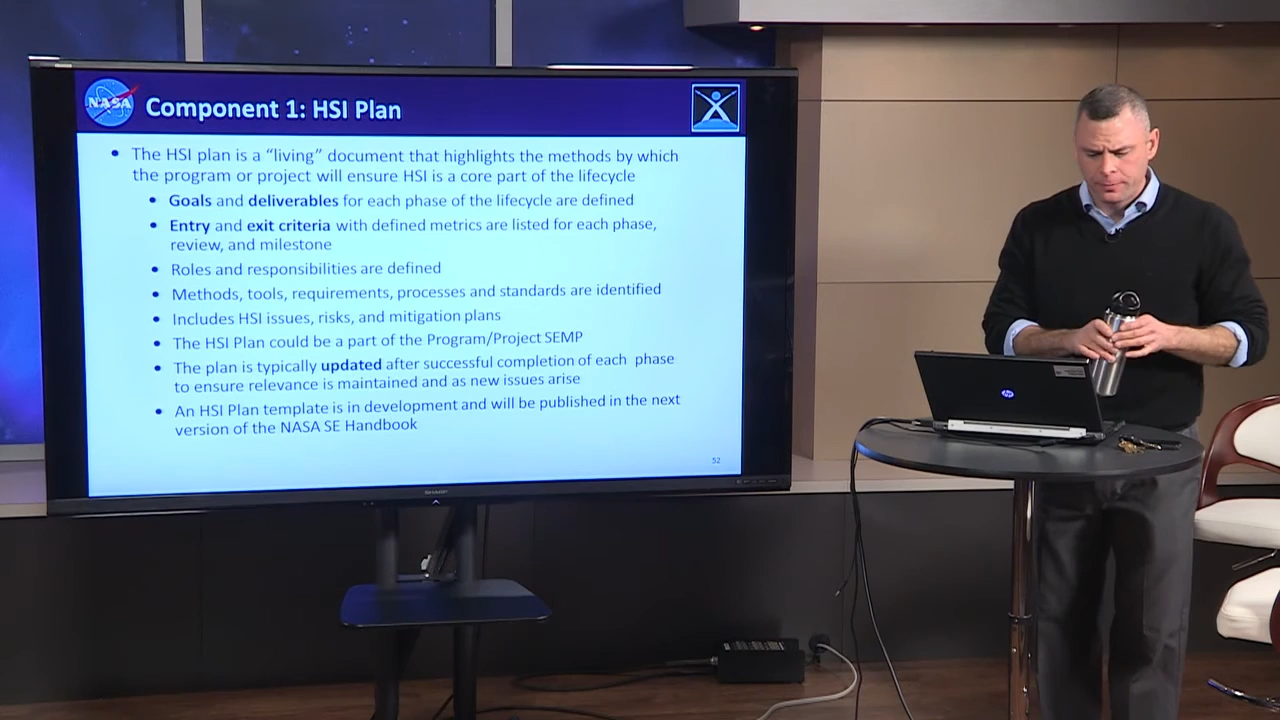 NASA
Component 1: HSI Plan
• The HSI plan is a “living” document that highlights the methods by which
the program or project will ensure HSI is a core part of the lifecycle
• Goals and deliverables for each phase of the lifecycle are defined
• Entry and exit criteria with defined metrics are listed for each phase,
review, and milestone
• Roles and responsibilities are defined
• Methods, tools, requirements, processes and standards are identified
• Includes HSI issues, risks, and mitigation plans
• The HSI Plan could be a part of the Program/Project SEMP
• The plan is typically updated after successful completion of each phase
to ensure relevance is maintained and as new issues arise
• An HSI Plan template is in development and will be published in the next
version of the NASA SE Handbook
52
SHARP
hp